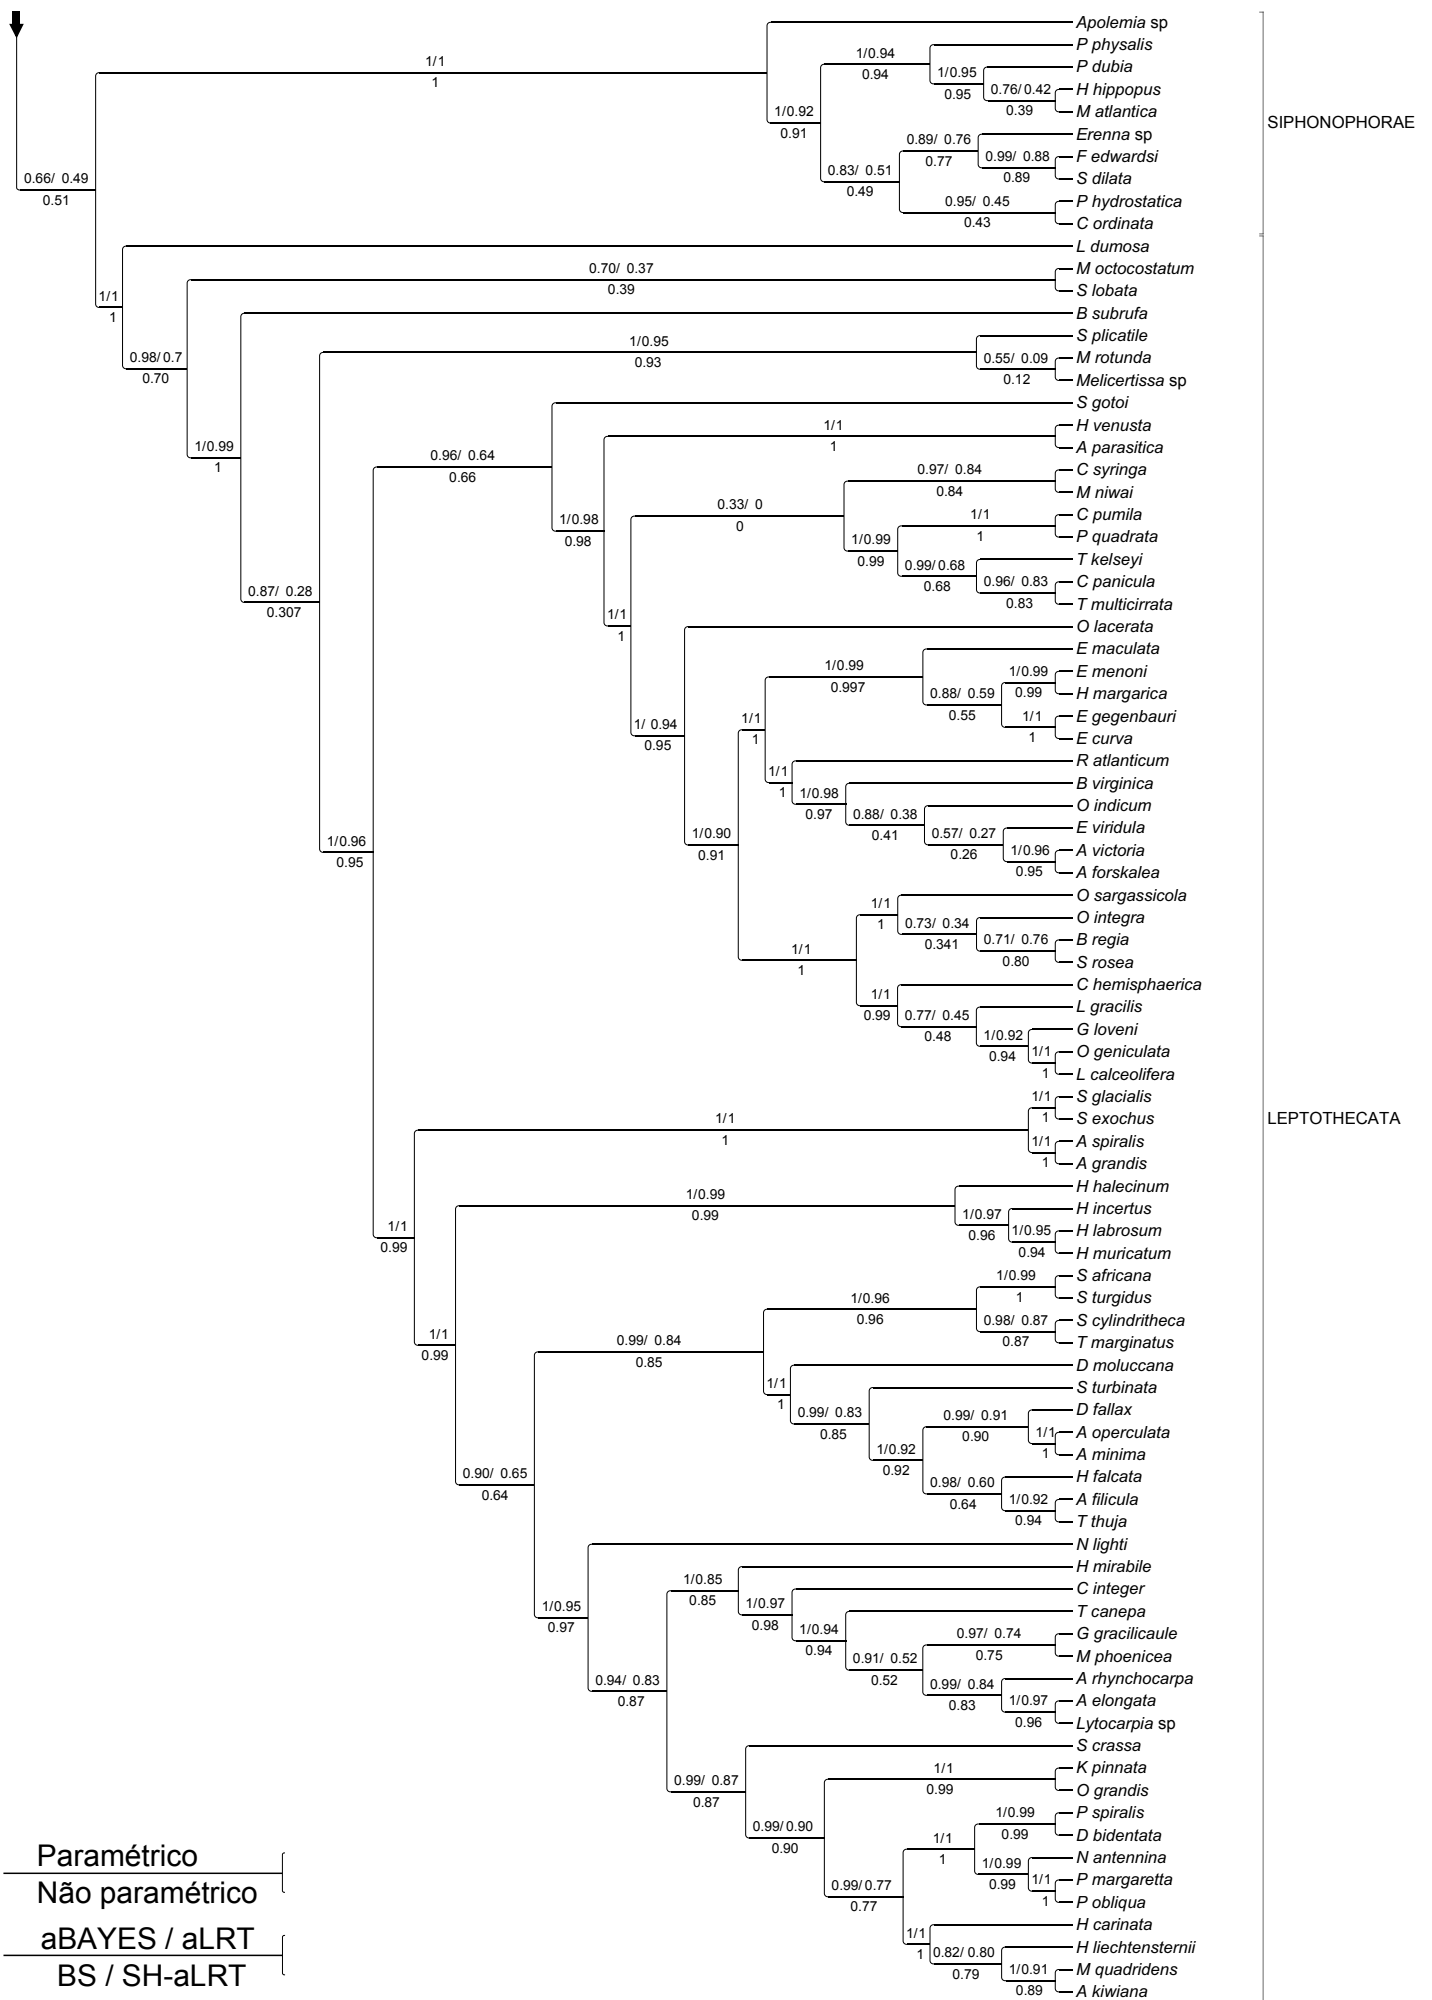 Apolemia sp
P physalis
1/0.94
1/1
P dubia
1/0.95
0.94
1
H hippopus
0.76/ 0.42
0.95
M atlantica
0.39
1/0.92
SIPHONOPHORAE
0.91
Erenna sp
0.89/ 0.76
F edwardsi
0.99/ 0.88
0.77
0.83/ 0.51
S dilata
0.89
0.66/ 0.49
0.49
0.51
P hydrostatica
0.95/ 0.45
C ordinata
0.43
L dumosa
M octocostatum
0.70/ 0.37
S lobata
0.39
1/1
1
B subrufa
S plicatile
1/0.95
0.98/0.7
M rotunda
0.55/ 0.09
0.93
0.70
Melicertissa sp
0.12
S gotoi
H venusta
1/1
1/0.99
A parasitica
1
0.96/ 0.64
1
C syringa
0.97/ 0.84
0.66
M niwai
0.84
0.33/ 0
C pumila
1/1
1/0.98
0
P quadrata
1
1/0.99
0.98
T kelseyi
0.99/0.68
0.99
C panicula
0.96/ 0.83
0.68
0.87/ 0.28
T multicirrata
0.83
0.307
1/1
O lacerata
1
E maculata
1/0.99
E menoni
1/0.99
0.997
H margarica
0.88/ 0.59
0.99
E gegenbauri
1/1
0.55
1/1
1/ 0.94
E curva
1
1
0.95
R atlanticum
1/1
B virginica
1/0.98
1
O indicum
0.88/ 0.38
0.97
E viridula
0.57/ 0.27
0.41
1/0.96
1/0.90
A victoria
1/0.96
0.26
0.95
0.91
A forskalea
0.95
O sargassicola
1/1
O integra
0.73/ 0.34
1
B regia
0.71/ 0.76
0.341
1/1
S rosea
0.80
1
C hemisphaerica
1/1
L gracilis
0.77/ 0.45
0.99
G loveni
1/0.92
0.48
O geniculata
1/1
0.94
L calceolifera
1
S glacialis
1/1
LEPTOTHECATA
S exochus
1
1/1
A spiralis
1/1
1
A grandis
1
H halecinum
1/0.99
H incertus
1/0.97
0.99
H labrosum
1/0.95
0.96
1/1
H muricatum
0.94
0.99
S africana
1/0.99
S turgidus
1
1/0.96
S cylindritheca
0.98/ 0.87
0.96
T marginatus
0.87
1/1
0.99/ 0.84
0.99
0.85
D moluccana
1/1
S turbinata
1
D fallax
0.99/ 0.83
0.99/ 0.91
A operculata
1/1
0.85
0.90
A minima
1
1/0.92
0.92
0.90/ 0.65
H falcata
0.98/ 0.60
0.64
A filicula
1/0.92
0.64
T thuja
0.94
N lighti
H mirabile
1/0.85
C integer
0.85
1/0.95
T canepa
1/0.97
0.97
0.98
G gracilicaule
0.97/ 0.74
1/0.94
M phoenicea
0.75
0.94
0.91/ 0.52
A rhynchocarpa
0.99/ 0.84
0.94/ 0.83
0.52
A elongata
1/0.97
0.87
0.83
Lytocarpia sp
0.96
S crassa
K pinnata
1/1
0.99/ 0.87
O grandis
0.99
0.87
P spiralis
1/0.99
0.99/0.90
D bidentata
0.99
1/1
0.90
N antennina
1/0.99
1
P margaretta
1/1
0.99
0.99/0.77
P obliqua
1
0.77
H carinata
1/1
H liechtensternii
0.82/ 0.80
1
M quadridens
1/0.91
0.79
A kiwiana
0.89
Paramétrico
Não paramétrico
aBAYES / aLRT
BS / SH-aLRT